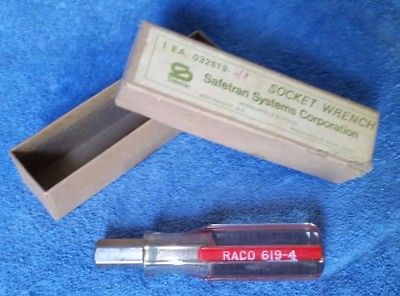 1 EA. 032619-
SOCKET WRENCH
Safetran Systems Corporation
RACO 619-4